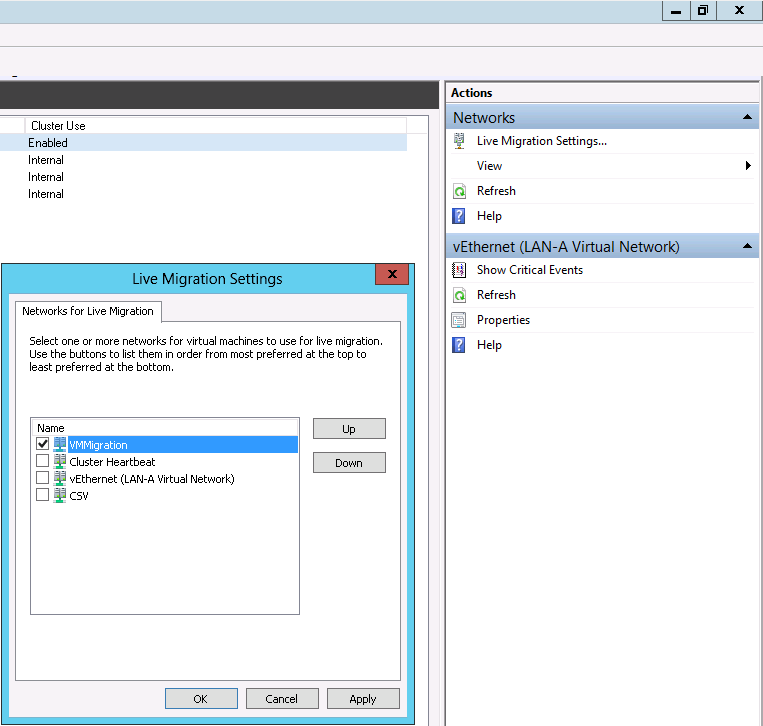 Cluster Use
Enabled
Internal
Internal
Internal
Actions
Networks
Live Migration Settings...
View
Refresh
Help
vEthernet (LAN-A Virtual Network)
Show Critical Events
Refresh
Properties
Help
Live Migration Settings
Networks for Live Migration
Select one or more networks for virtual machines to use for live migration.
Use the buttons to list them in order from most preferred at the top to
least preferred at the bottom.
Name
VMMigration
Cluster Heartbeat
vEthernet (LAN-A Virtual Network)
CSV
Up
Down
OK
Cancel
Apply